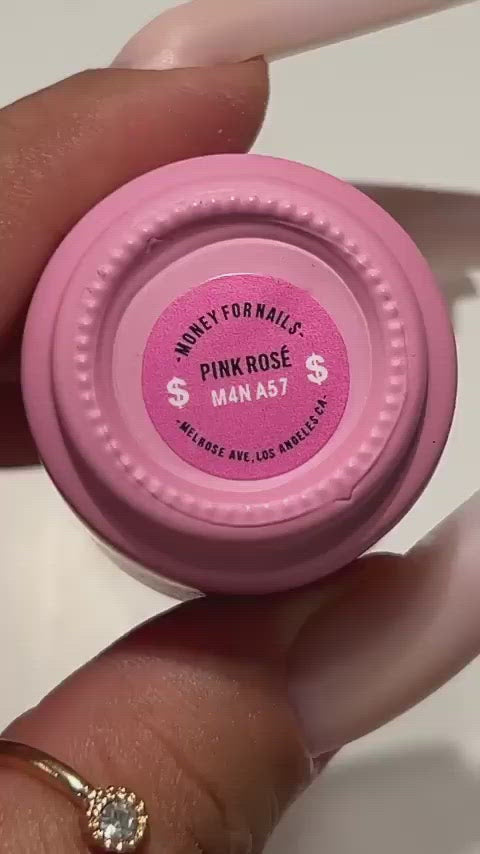 -MONEY FOR NAILS-
PINK ROSÉ
$ M4N A57 $
-MELROSE AVE, LOS ANGELES CA-